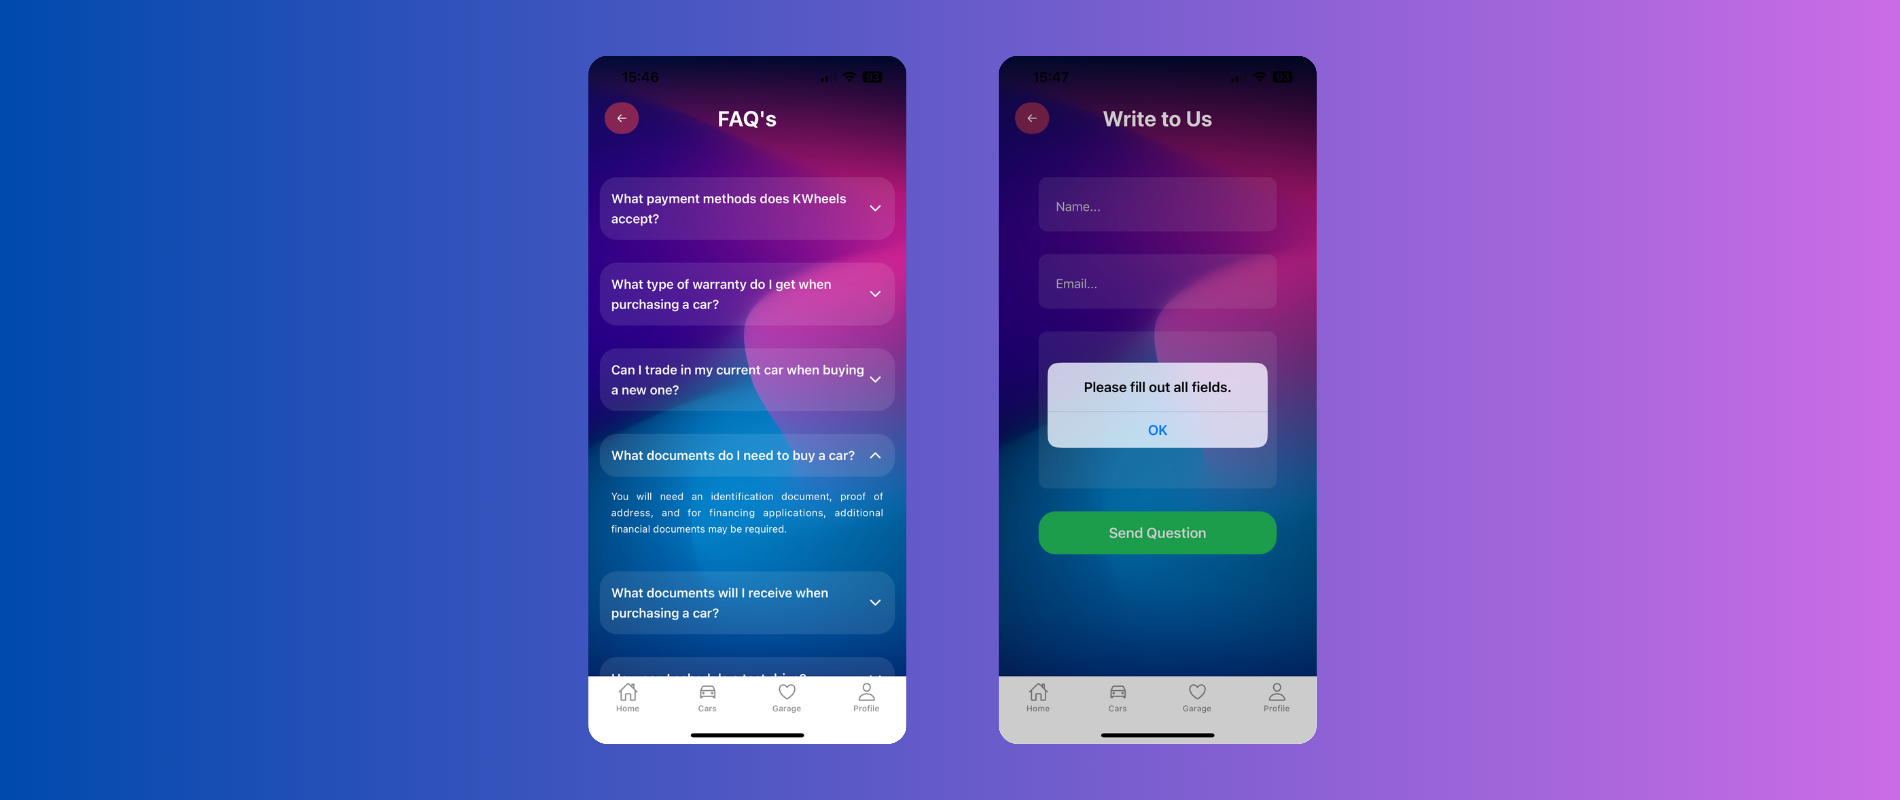 15:46
93
FAQ's
What payment methods does KWheels
accept?
What type of warranty do I get when
purchasing a car?
Can I trade in my current car when buying
a new one?
What documents do I need to buy a car?
You will need an identification document, proof of
address, and for financing applications, additional
financial documents may be required.
What documents will I receive when
purchasing a car?
Home
Cars
Garage
Profile
15:47
93
Write to Us
Name...
Email...
Please fill out all fields.
OK
Send Question
Home
Cars
Garage
Profile